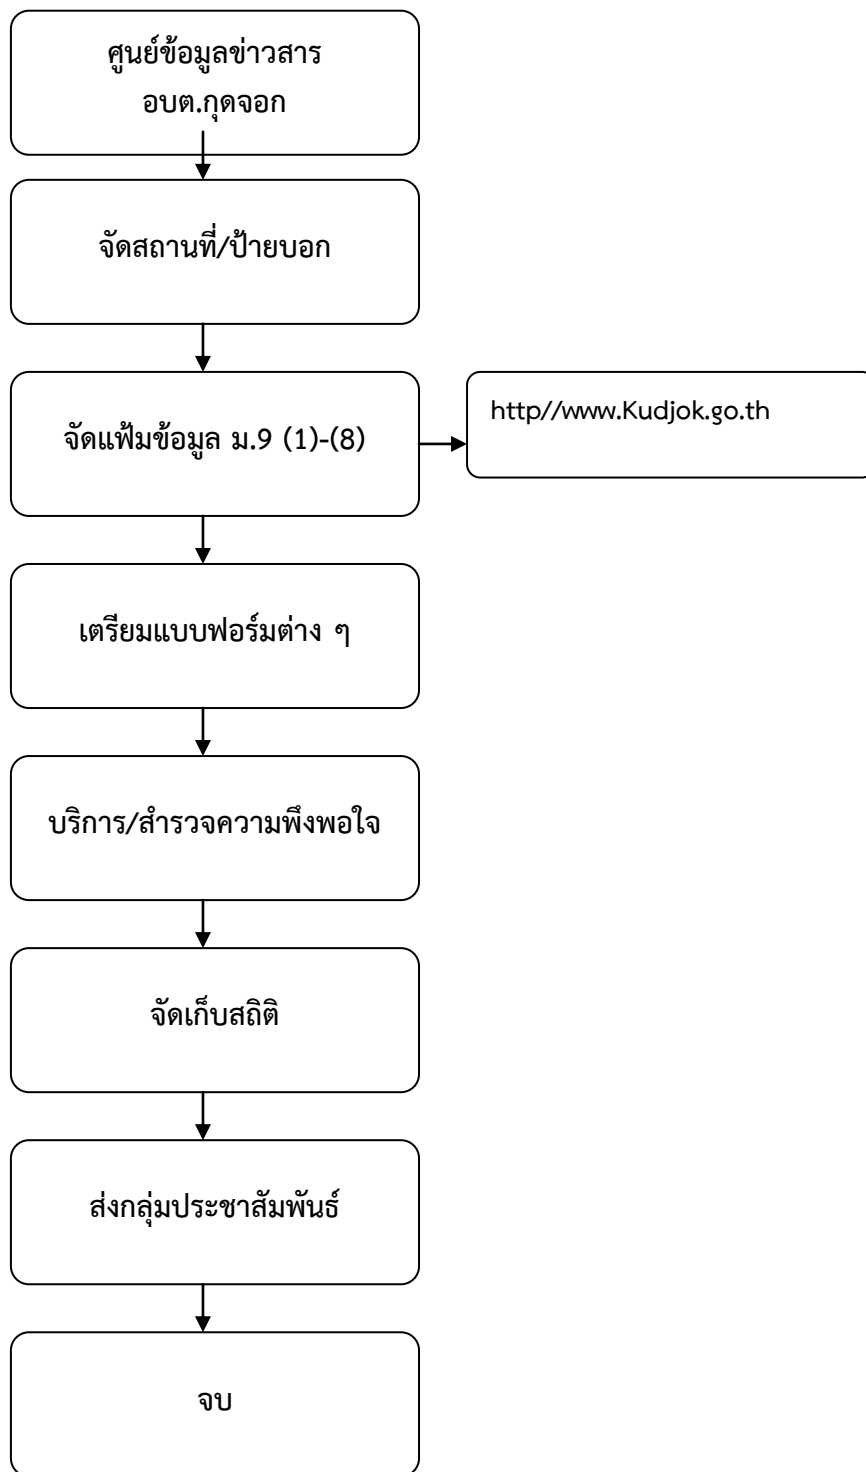 ศูนย์ข้อมูลข่าวสาร
อบต.กุดจอก
จัดสถานที่/ป้ายบอก
จัดแฟ้มข้อมูล ม.9 (1)-(8)
http//www.Kudjok.go.th
เตรียมแบบฟอร์มต่าง ๆ
บริการ/สำรวจความพึงพอใจ
จัดเก็บสถิติ
ส่งกลุ่มประชาสัมพันธ์
จบ